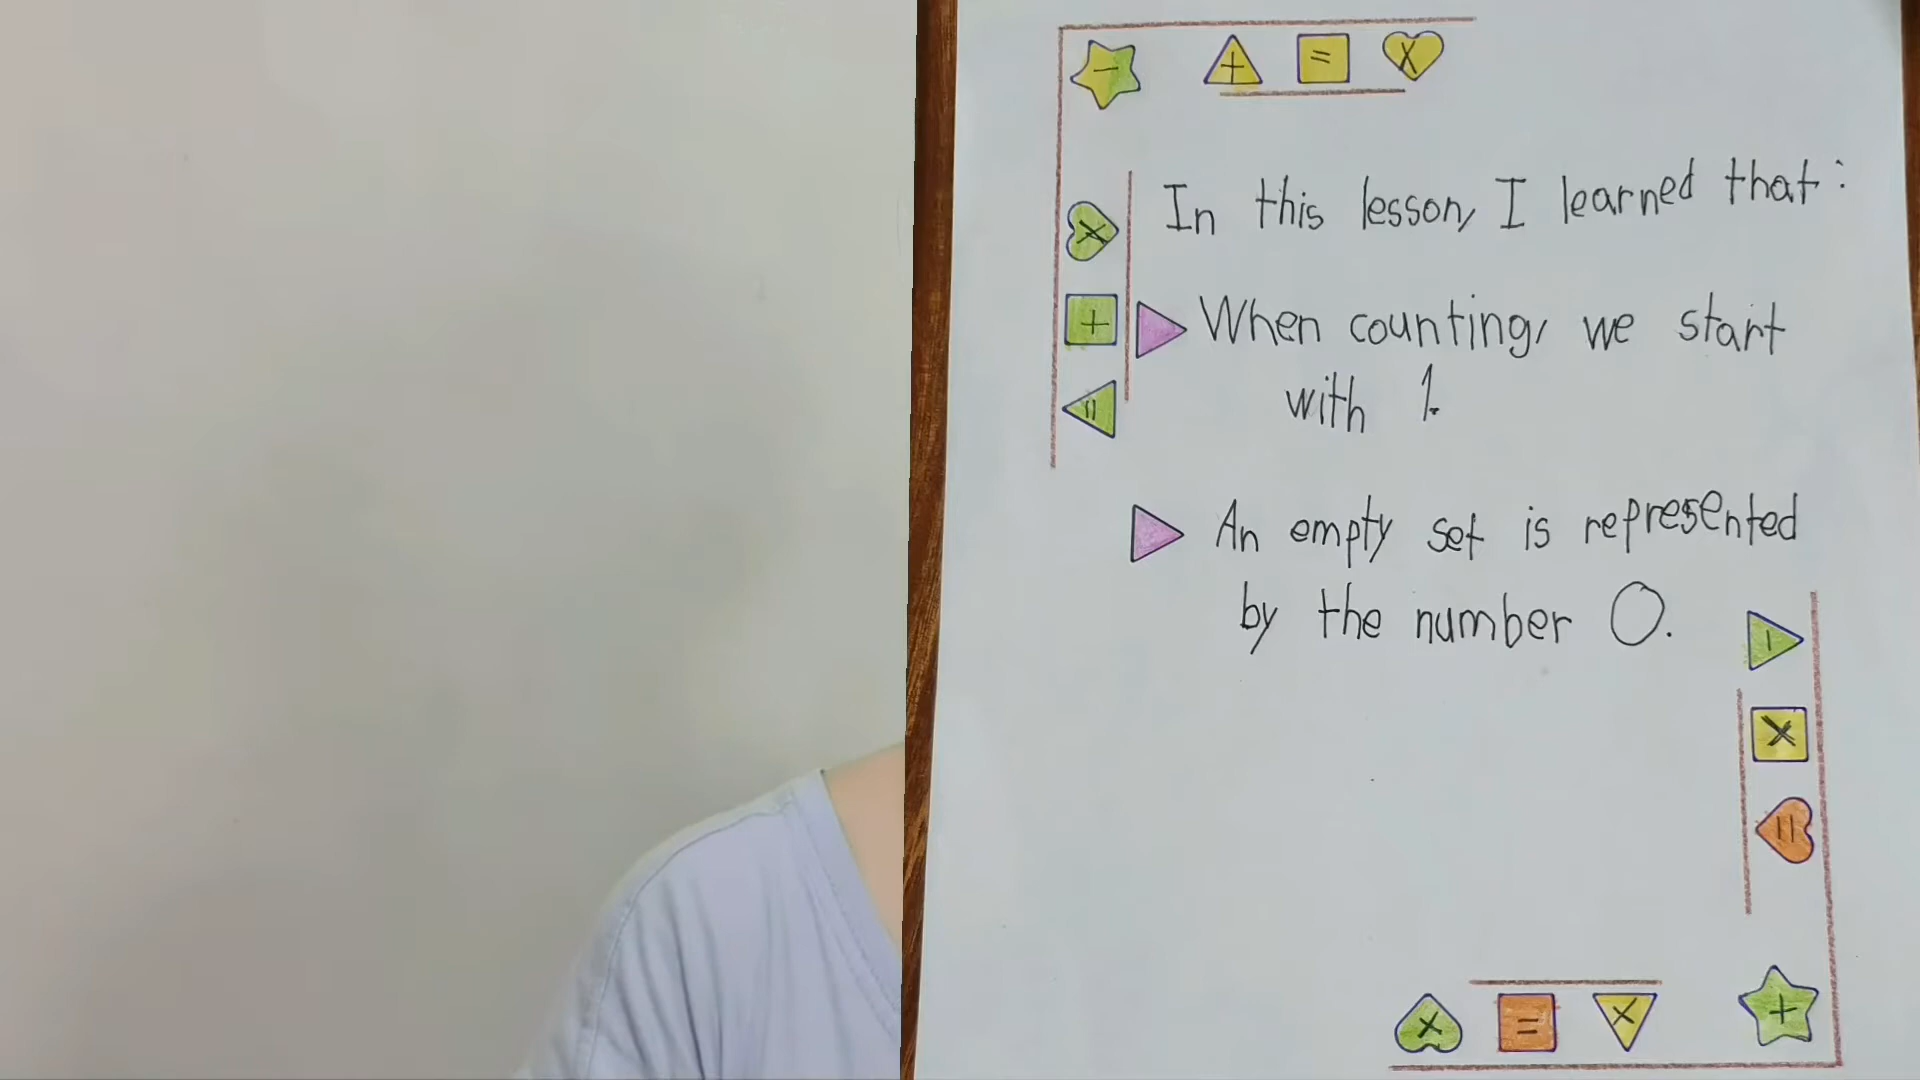 In this lesson, I learned that:
When counting, we start
with 1.
An empty set is represented
by the number 0.